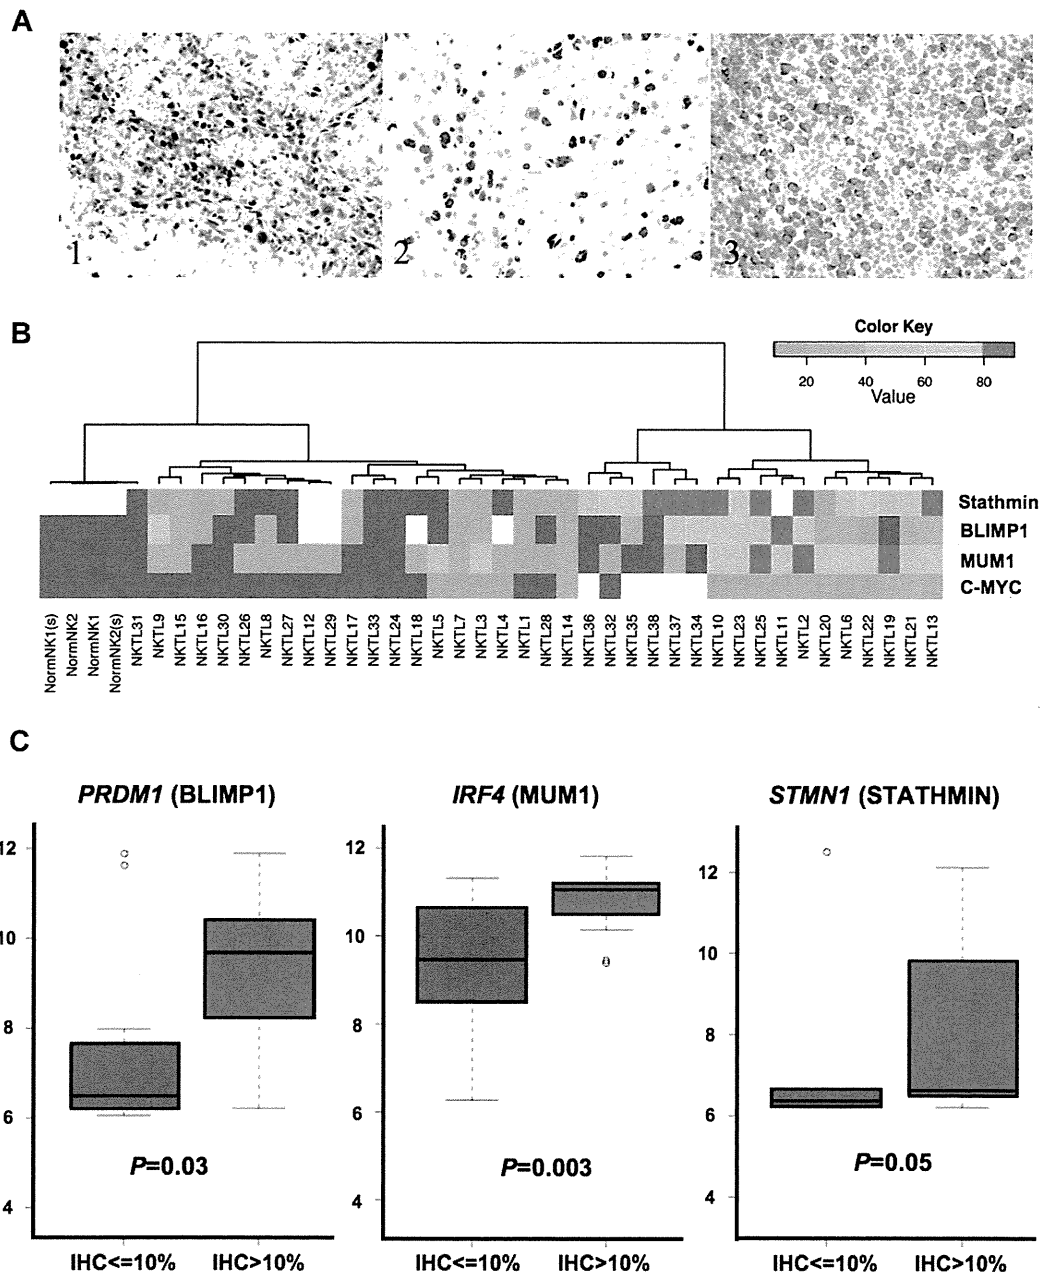 A
1
2
3
B
Color Key
20 40 60 80
Value
Stathmin
BLIMP1
MUM1
C-MYC
NormNK1(s)
NormNK2
NormNK1
NormNK2(s)
NKTL31
NKTL9
NKTL15
NKTL16
NKTL30
NKTL26
NKTL8
NKTL27
NKTL12
NKTL29
NKTL17
NKTL33
NKTL24
NKTL18
NKTL5
NKTL7
NKTL3
NKTL4
NKTL1
NKTL28
NKTL14
NKTL36
NKTL32
NKTL35
NKTL38
NKTL37
NKTL34
NKTL10
NKTL23
NKTL25
NKTL11
NKTL2
NKTL20
NKTL6
NKTL22
NKTL19
NKTL21
NKTL13
C
PRDM1 (BLIMP1)
12
10
8
6
4
P=0.03
IHC<=10% IHC>10%
IRF4 (MUM1)
12
10
8
6
4
P=0.003
IHC<=10% IHC>10%
STMN1 (STATHMIN)
12
10
8
6
4
P=0.05
IHC<=10% IHC>10%